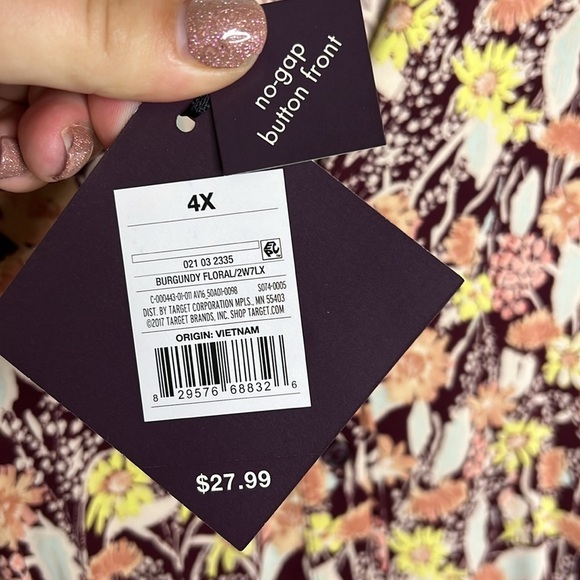 no-gap
button front
4X
021 03 2335
BURGUNDY FLORAL/2W7LX
C-000443-01-011 AV16_50A01-0098 S074-0005
DIST. BY TARGET CORPORATION MPLS., MN 55403
©2017 TARGET BRANDS, INC. SHOP TARGET.COM
ORIGIN: VIETNAM
8 29576 68832 6
$27.99